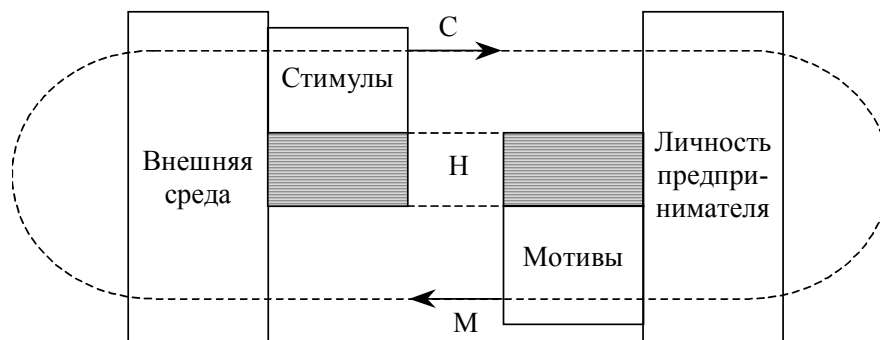 С
Стимулы
Внешняя
среда
Н
Личность
предпри-
нимателя
Мотивы
М